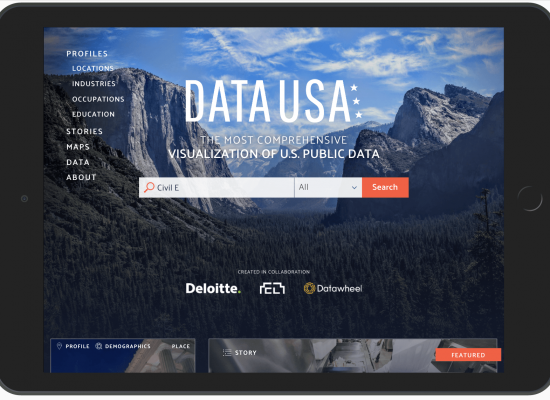 PROFILES
LOCATIONS
INDUSTRIES
OCCUPATIONS
EDUCATION
STORIES
MAPS
DATA
ABOUT
DATA USA:
THE MOST COMPREHENSIVE
VISUALIZATION OF U.S. PUBLIC DATA
Civil E All Search
CREATED IN COLLABORATION
Deloitte. Datawheel
PROFILE DEMOGRAPHICS PLACE
STORY
FEATURED